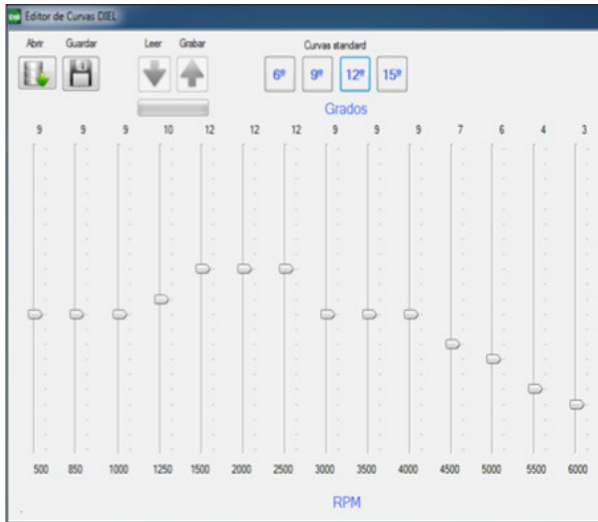 Editor de Curvas DIEL
Abrir Guardar Leer Grabar Curvas standard
6º 9º 12º 15º
Grados
9 9 9 10 12 12 12 9 9 9 7 6 4 3
500 850 1000 1250 1500 2000 2500 3000 3500 4000 4500 5000 5500 6000
RPM